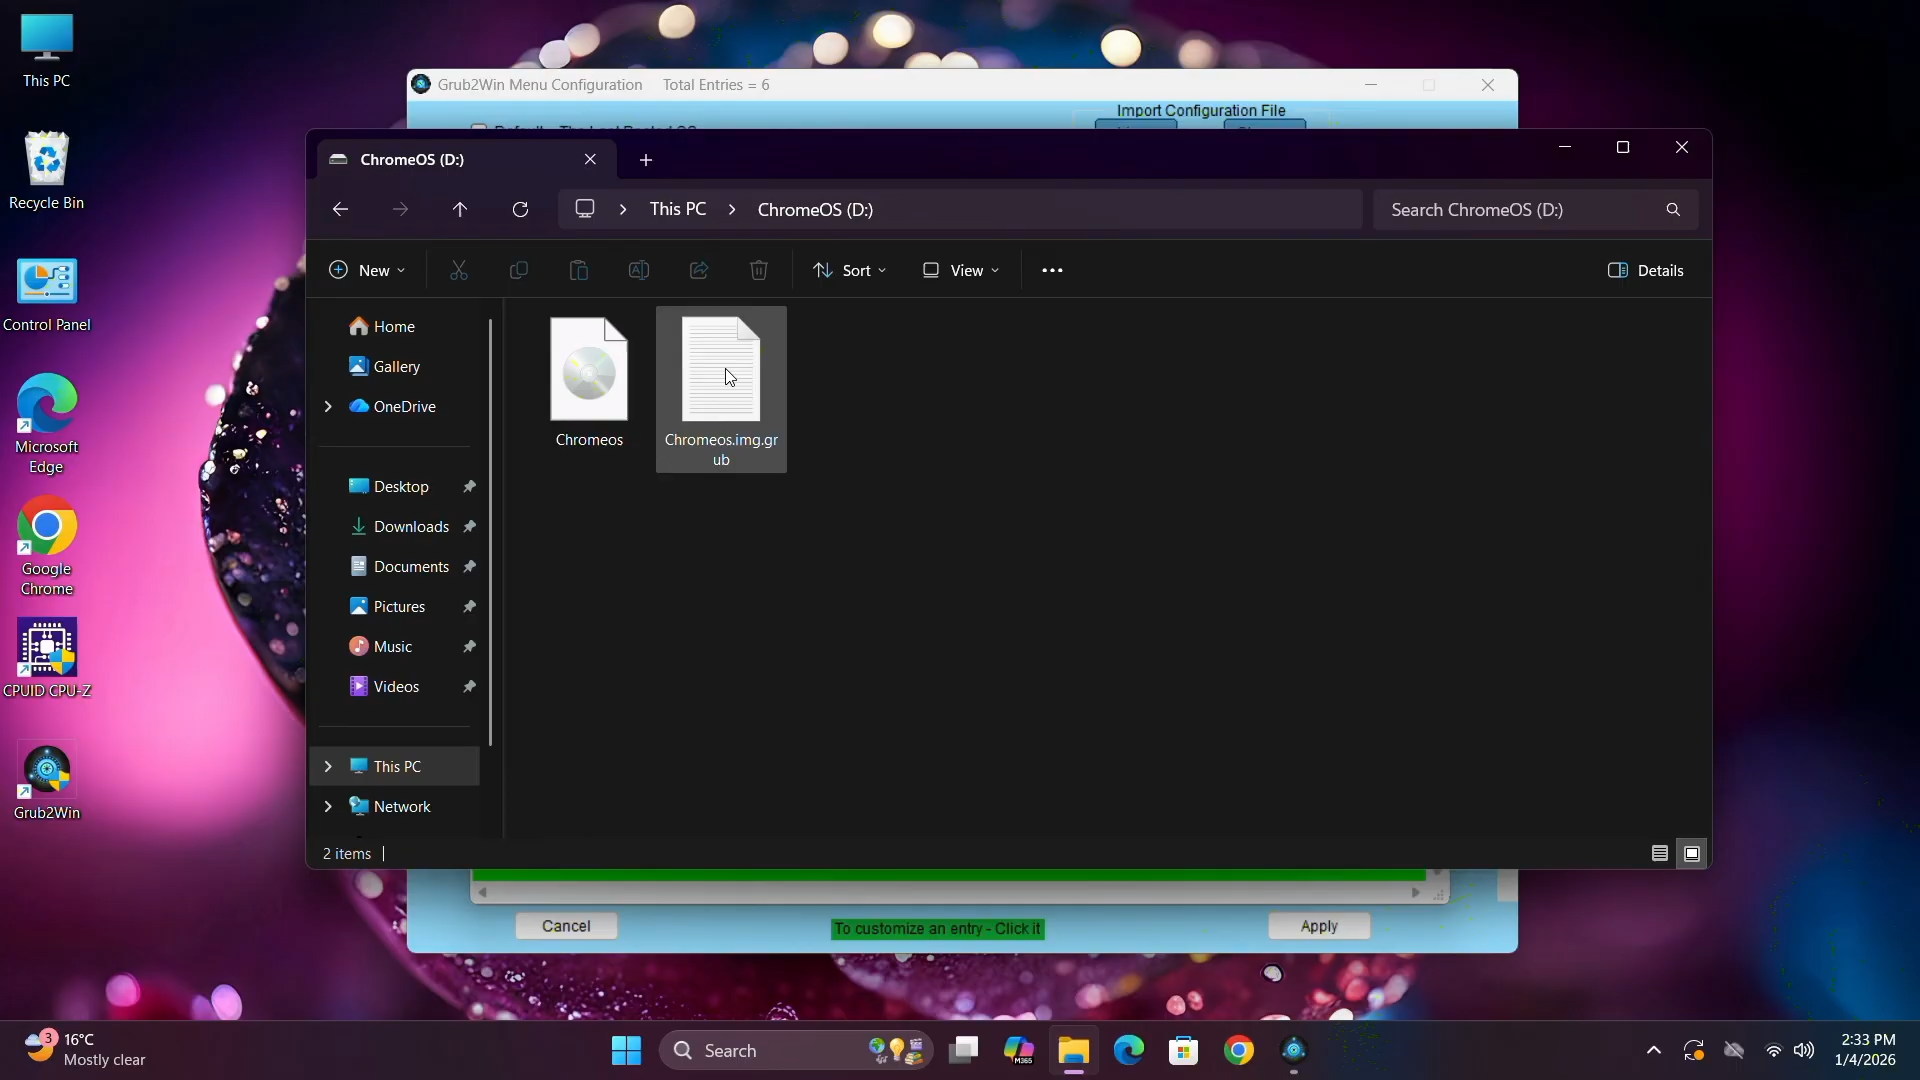 This PC
Recycle Bin
Control Panel
Microsoft
Edge
Google
Chrome
CPUID CPU-Z
Grub2Win
Grub2Win Menu Configuration Total Entries = 6
Import Configuration File
ChromeOS (D:)
This PC > ChromeOS (D:)
Search ChromeOS (D:)
New
Sort
View
Details
Home
Gallery
OneDrive
Desktop
Downloads
Documents
Pictures
Music
Videos
This PC
Network
Chromeos
Chromeos.img.gr
ub
2 items
Cancel
To customize an entry - Click it
Apply
3
16°C
Mostly clear
Search
M365
2:33 PM
1/4/2026